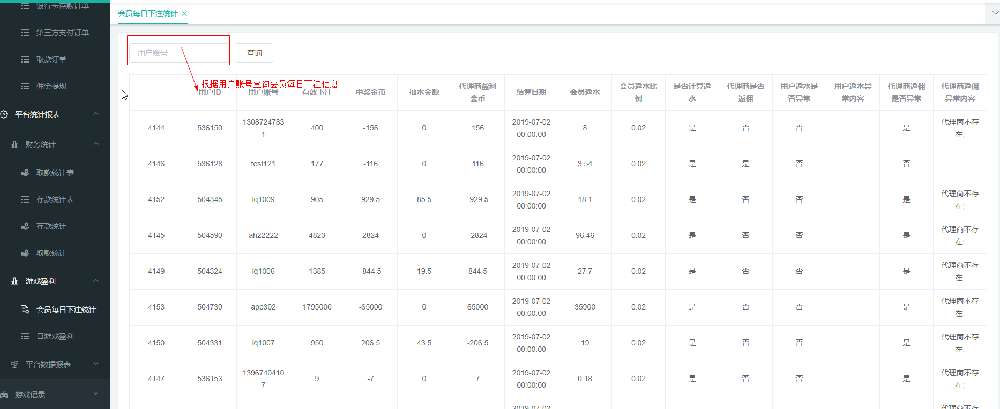 银行卡存款订单
第三方支付订单
取款订单
佣金提现
平台统计报表
财务统计
取款统计表
存款统计表
存款统计
取款统计
游戏盈利
会员每日下注统计
日游戏盈利
平台数据报表
游戏记录
会员每日下注统计 ×
用户账号 查询
根据用户账号查询会员每日下注信息
用户ID 用户账号 有效下注 中奖金币 抽水金额 代理商盈利金币 结算日期 会员返水 会员返水比例 是否计算返水 代理商是否返佣 用户返水是否异常 用户返水异常内容 代理商返佣是否异常 代理商返佣异常内容
4144 536150 13087247831 400 -156 0 156 2019-07-02 00:00:00 8 0.02 是 否 否 是 代理商不存在;
4146 536128 test121 177 -116 0 116 2019-07-02 00:00:00 3.54 0.02 是 是 否 否
4152 504345 lq1009 905 929.5 85.5 -929.5 2019-07-02 00:00:00 18.1 0.02 是 否 否 是 代理商不存在;
4145 504590 ah22222 4823 2824 0 -2824 2019-07-02 00:00:00 96.46 0.02 是 否 否 是 代理商不存在;
4149 504324 lq1006 1385 -844.5 19.5 844.5 2019-07-02 00:00:00 27.7 0.02 是 否 否 是 代理商不存在;
4153 504730 app302 1795000 -65000 0 65000 2019-07-02 00:00:00 35900 0.02 是 否 否 是 代理商不存在;
4150 504331 lq1007 950 206.5 43.5 -206.5 2019-07-02 00:00:00 19 0.02 是 否 否 是 代理商不存在;
4147 536153 13967404107 9 -7 0 7 2019-07-02 00:00:00 0.18 0.02 是 否 否 是 代理商不存在;
2019-07-02 代理商不存